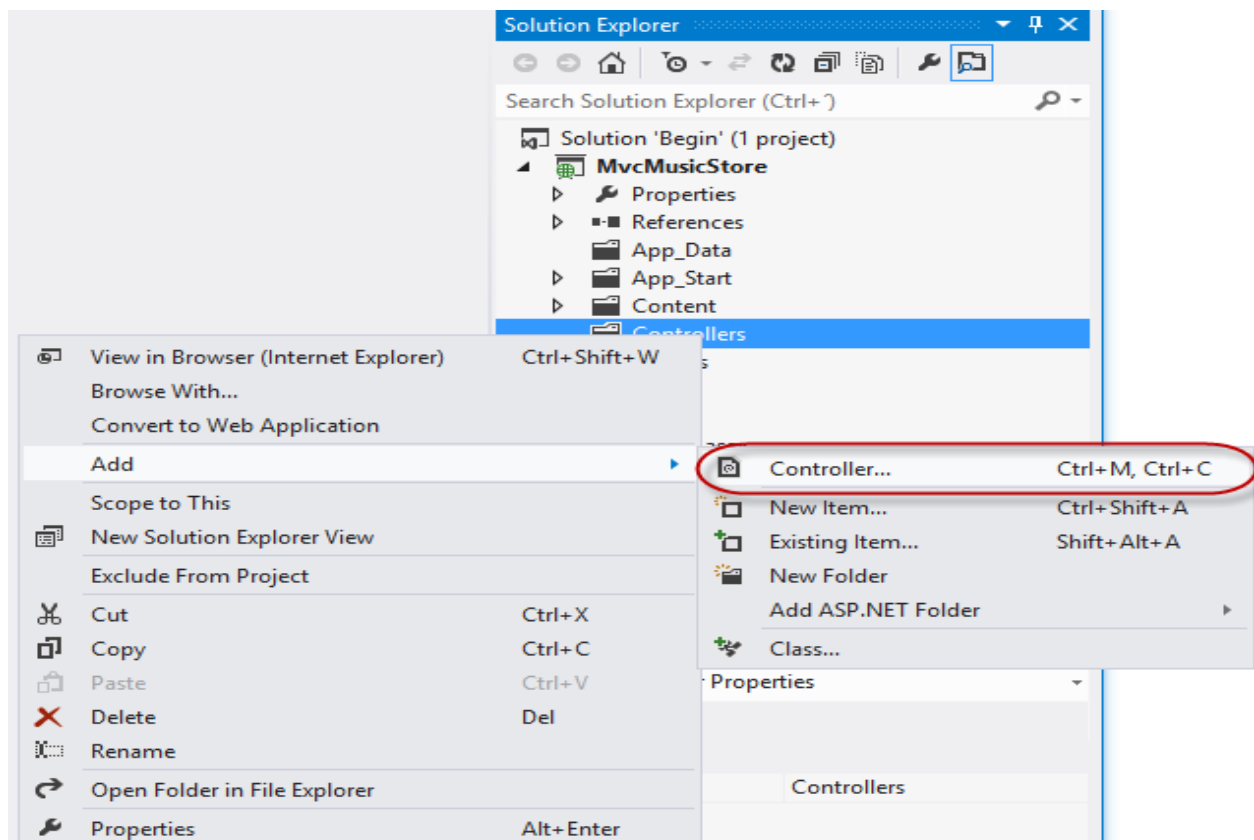 Solution Explorer
Search Solution Explorer (Ctrl+ˆ)
Solution 'Begin' (1 project)
MvcMusicStore
Properties
References
App_Data
App_Start
Content
Controllers
View in Browser (Internet Explorer) Ctrl+Shift+W
Browse With...
Convert to Web Application
Add
Scope to This
New Solution Explorer View
Exclude From Project
Cut Ctrl+X
Copy Ctrl+C
Paste Ctrl+V
Delete Del
Rename
Open Folder in File Explorer
Properties Alt+Enter
Controller... Ctrl+M, Ctrl+C
New Item... Ctrl+Shift+A
Existing Item... Shift+Alt+A
New Folder
Add ASP.NET Folder
Class...
Properties
Controllers